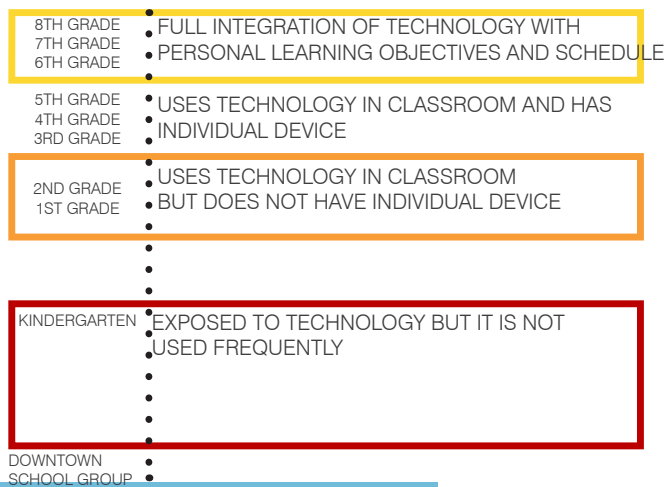 8TH GRADE
7TH GRADE
6TH GRADE
FULL INTEGRATION OF TECHNOLOGY WITH
PERSONAL LEARNING OBJECTIVES AND SCHEDULE
5TH GRADE
4TH GRADE
3RD GRADE
USES TECHNOLOGY IN CLASSROOM AND HAS
INDIVIDUAL DEVICE
2ND GRADE
1ST GRADE
USES TECHNOLOGY IN CLASSROOM
BUT DOES NOT HAVE INDIVIDUAL DEVICE
KINDERGARTEN
EXPOSED TO TECHNOLOGY BUT IT IS NOT
USED FREQUENTLY
DOWNTOWN
SCHOOL GROUP